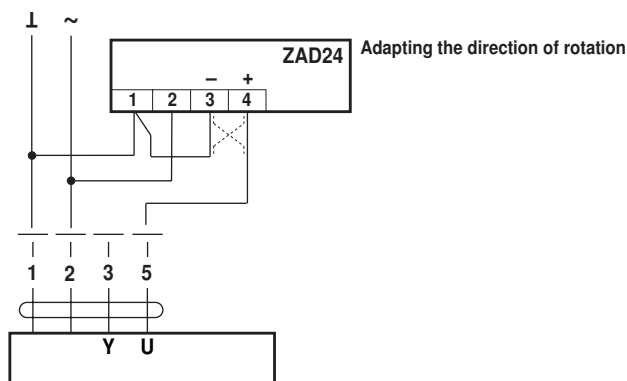 ⊥ ~
ZAD24
Adapting the direction of rotation
– +
1 2 3 4
1 2 3 5
Y U